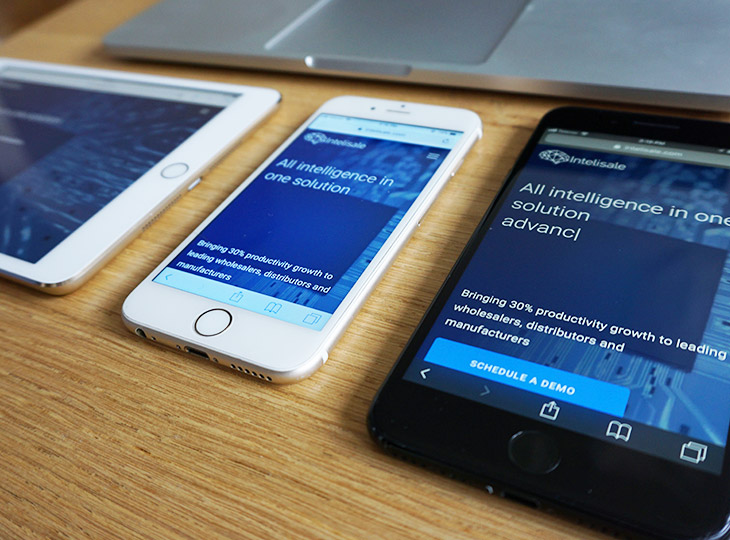 Intelisale
All intelligence in
one solution
Bringing 30% productivity growth to
leading wholesalers, distributors and
manufacturers
Intelisale
All intelligence in one
solution
advanc|
Bringing 30% productivity growth to leading
wholesalers, distributors and
manufacturers
SCHEDULE A DEMO